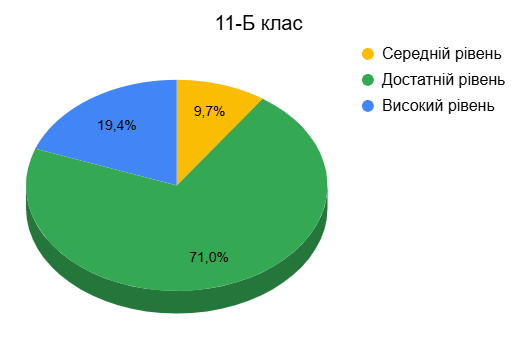 11-Б клас
Середній рівень
Достатній рівень
Високий рівень
9,7%
19,4%
71,0%